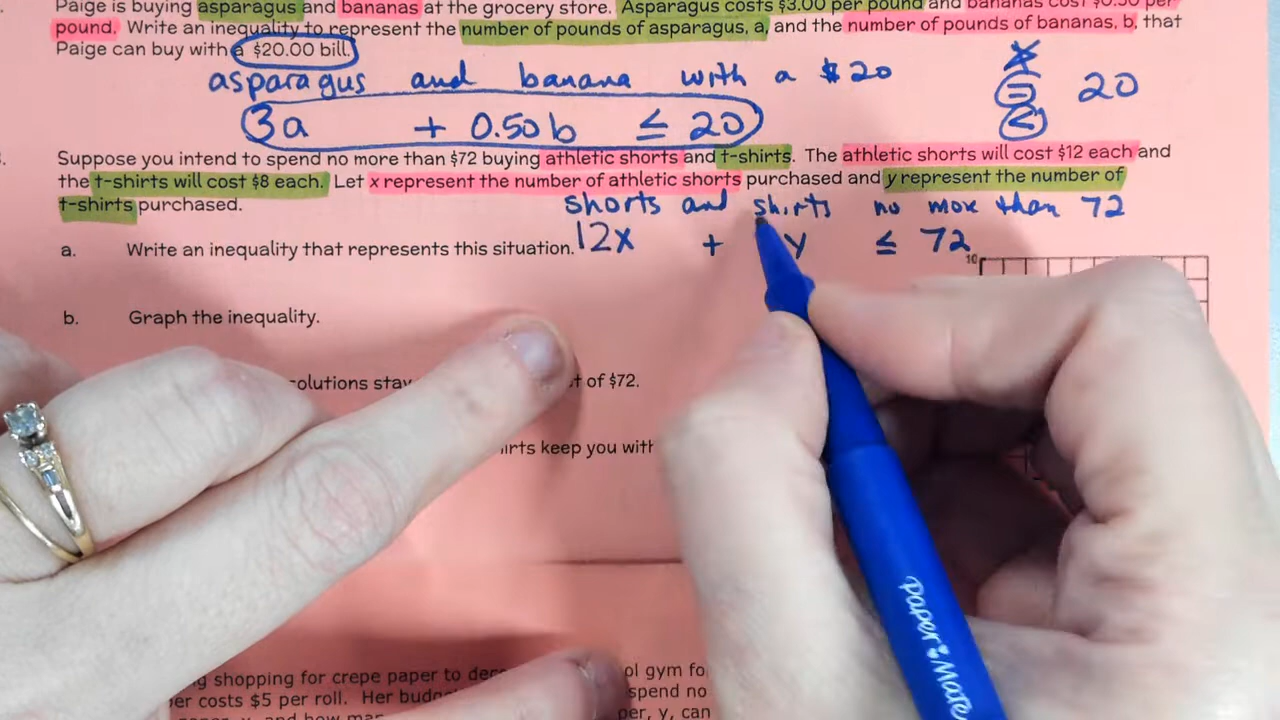 Paige is buying asparagus and bananas at the grocery store. Asparagus costs $3.00 per pound and bananas cost $0.50 per
pound. Write an inequality to represent the number of pounds of asparagus, a, and the number of pounds of bananas, b, that
Paige can buy with a $20.00 bill.
asparagus and banana with a $20
3a + 0.50b ≤ 20
=
<
20
Suppose you intend to spend no more than $72 buying athletic shorts and t-shirts. The athletic shorts will cost $12 each and
the t-shirts will cost $8 each. Let x represent the number of athletic shorts purchased and y represent the number of
t-shirts purchased.
shorts and shirts no more than 72
a. Write an inequality that represents this situation.
12x + y ≤ 72
10
b. Graph the inequality.
olutions stay t of $72.
irts keep you with
g shopping for crepe paper to dec ol gym fo
er costs $5 per roll. Her budg spend no
x, and how man per, y, can
Paper Mate